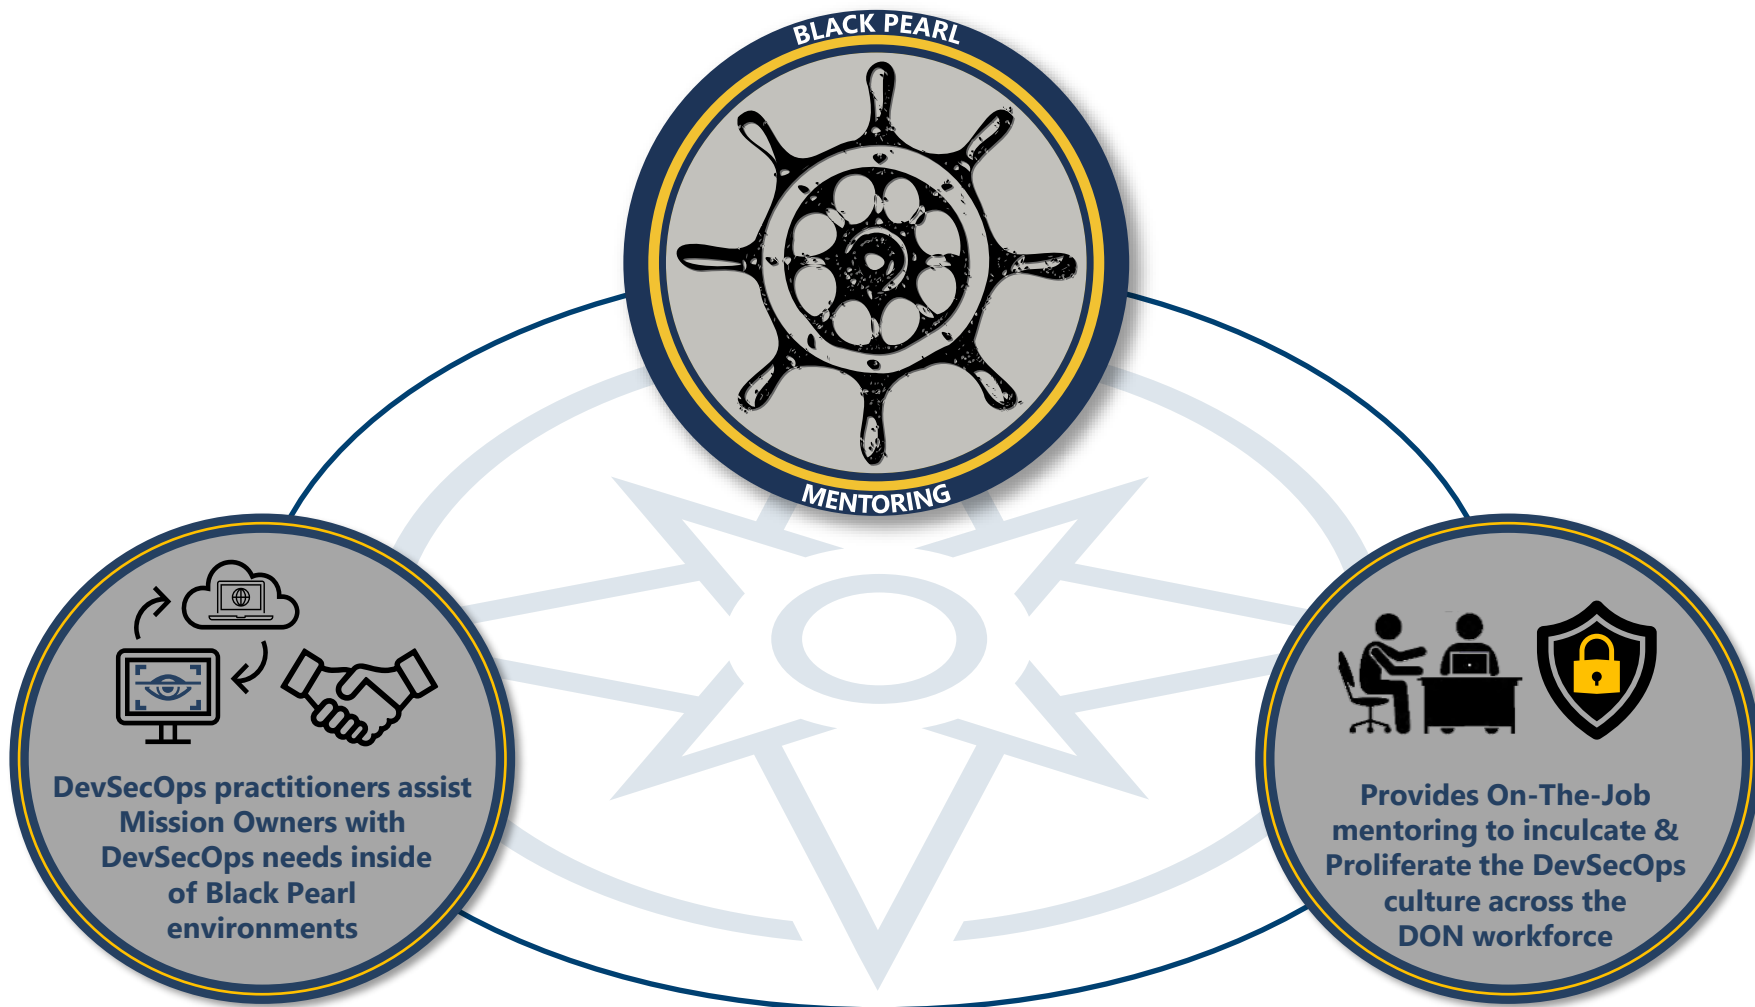 BLACK PEARL
MENTORING
DevSecOps practitioners assist
Mission Owners with
DevSecOps needs inside
of Black Pearl
environments
Provides On-The-Job
mentoring to inculcate &
Proliferate the DevSecOps
culture across the
DON workforce